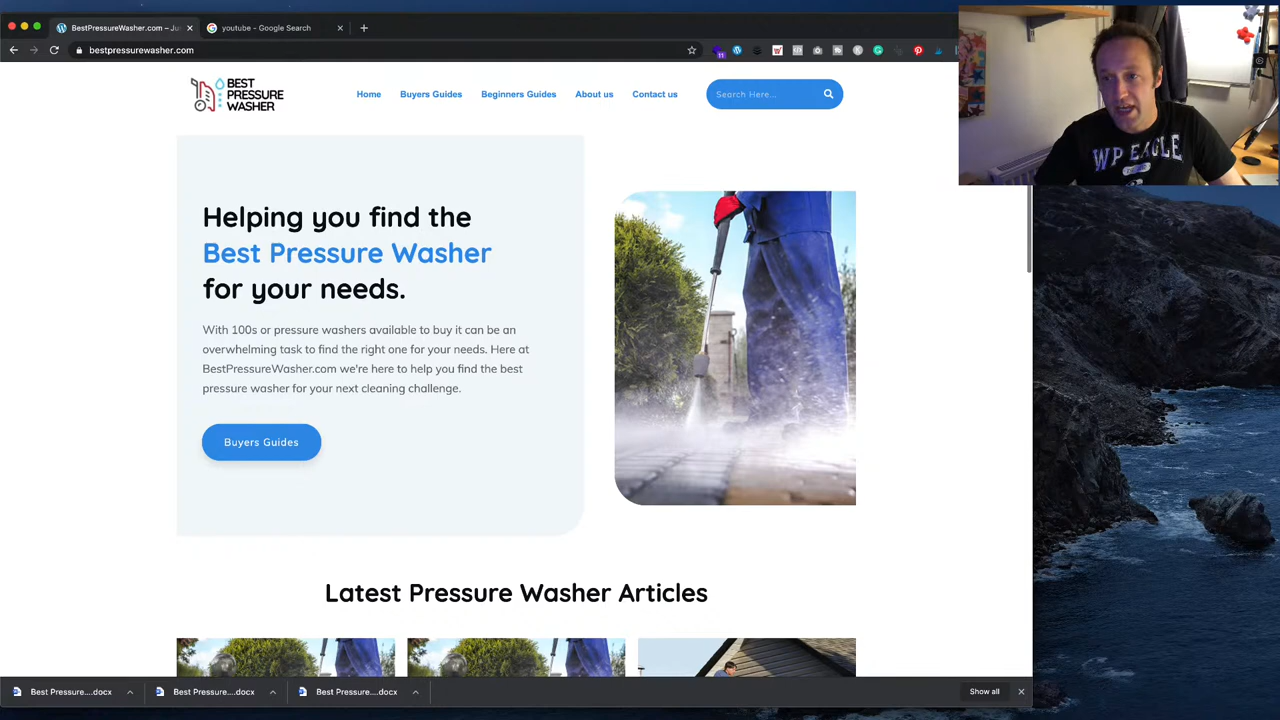 BestPressureWasher.com – Ju
youtube - Google Search
bestpressurewasher.com
11
BEST
PRESSURE
WASHER
Home
Buyers Guides
Beginners Guides
About us
Contact us
Search Here...
WP EAGLE
Helping you find the
Best Pressure Washer
for your needs.
With 100s or pressure washers available to buy it can be an
overwhelming task to find the right one for your needs. Here at
BestPressureWasher.com we're here to help you find the best
pressure washer for your next cleaning challenge.
Buyers Guides
Latest Pressure Washer Articles
Best Pressure....docx
Best Pressure....docx
Best Pressure....docx
Show all